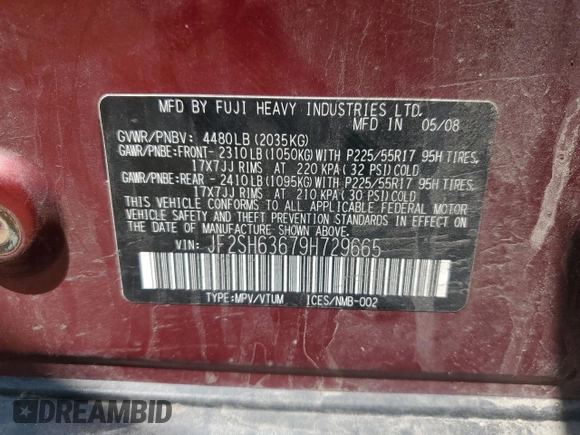 MFD BY FUJI HEAVY INDUSTRIES LTD.
MFD IN 05/08
GVWR/PNBV: 4480LB(2035KG)
GAWR/PNBE:FRONT- 2310LB(1050KG)WITH P225/55R17 95H TIRES,
17X7JJ RIMS AT 220 KPA(32 PSI)COLD
GAWR/PNBE:REAR -2410LB(1095KG)WITH P225/55R17 95H TIRES,
17X7JJ RIMS AT 210 KPA(30 PSI)COLD
THIS VEHICLE CONFORMS TO ALL APPLICABLE FEDERAL MOTOR
VEHICLE SAFETY AND THEFT PREVENTION STANDARDS IN EFFECT ON
THE DATE OF MANUFACTURE SHOWN ABOVE.
VIN: JF2SH63679H729665
TYPE:MPV/VTUM ICES/NMB-002
DREAMBID